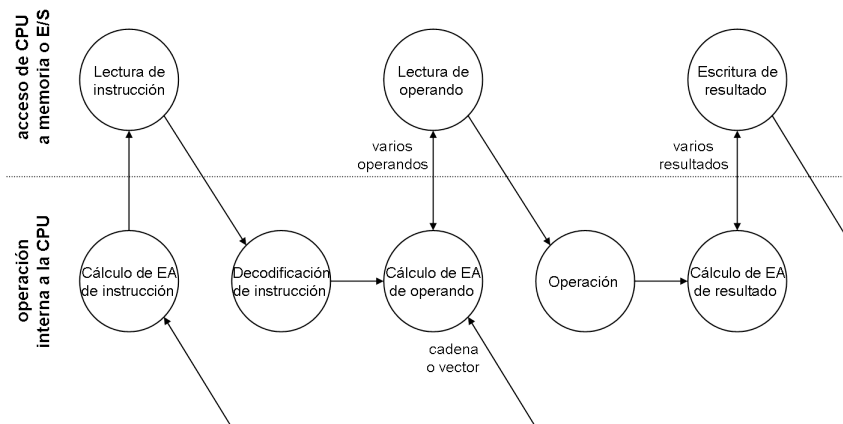 acceso de CPU
a memoria o E/S
Lectura de
instrucción
Lectura de
operando
Escritura de
resultado
varios
operandos
varios
resultados
operación
interna a la CPU
Cálculo de EA
de instrucción
Decodificación
de instrucción
Cálculo de EA
de operando
Operación
Cálculo de EA
de resultado
cadena
o vector